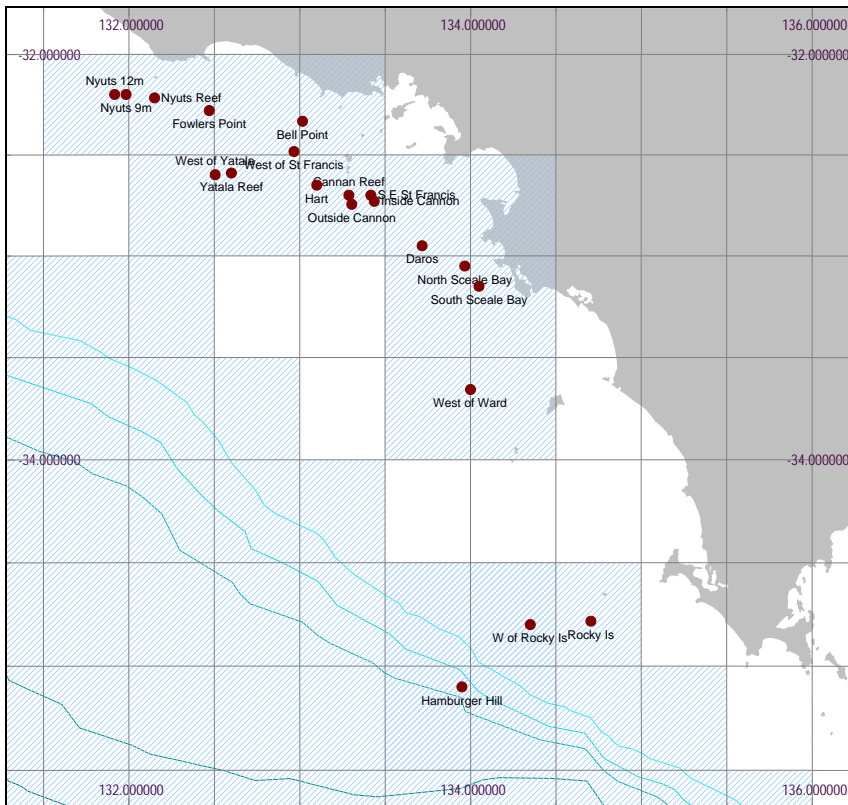 132.000000
134.000000
136.000000
-32.000000
-32.000000
Nyuts 12m
Nyuts Reef
Nyuts 9m
Fowlers Point
Bell Point
West of Yatala
West of St Francis
Cannan Reef
Yatala Reef
Hart
S E St Francis
Inside Cannon
Outside Cannon
Daros
North Sceale Bay
South Sceale Bay
West of Ward
-34.000000
-34.000000
W of Rocky Is
Rocky Is
Hamburger Hill
132.000000
134.000000
136.000000